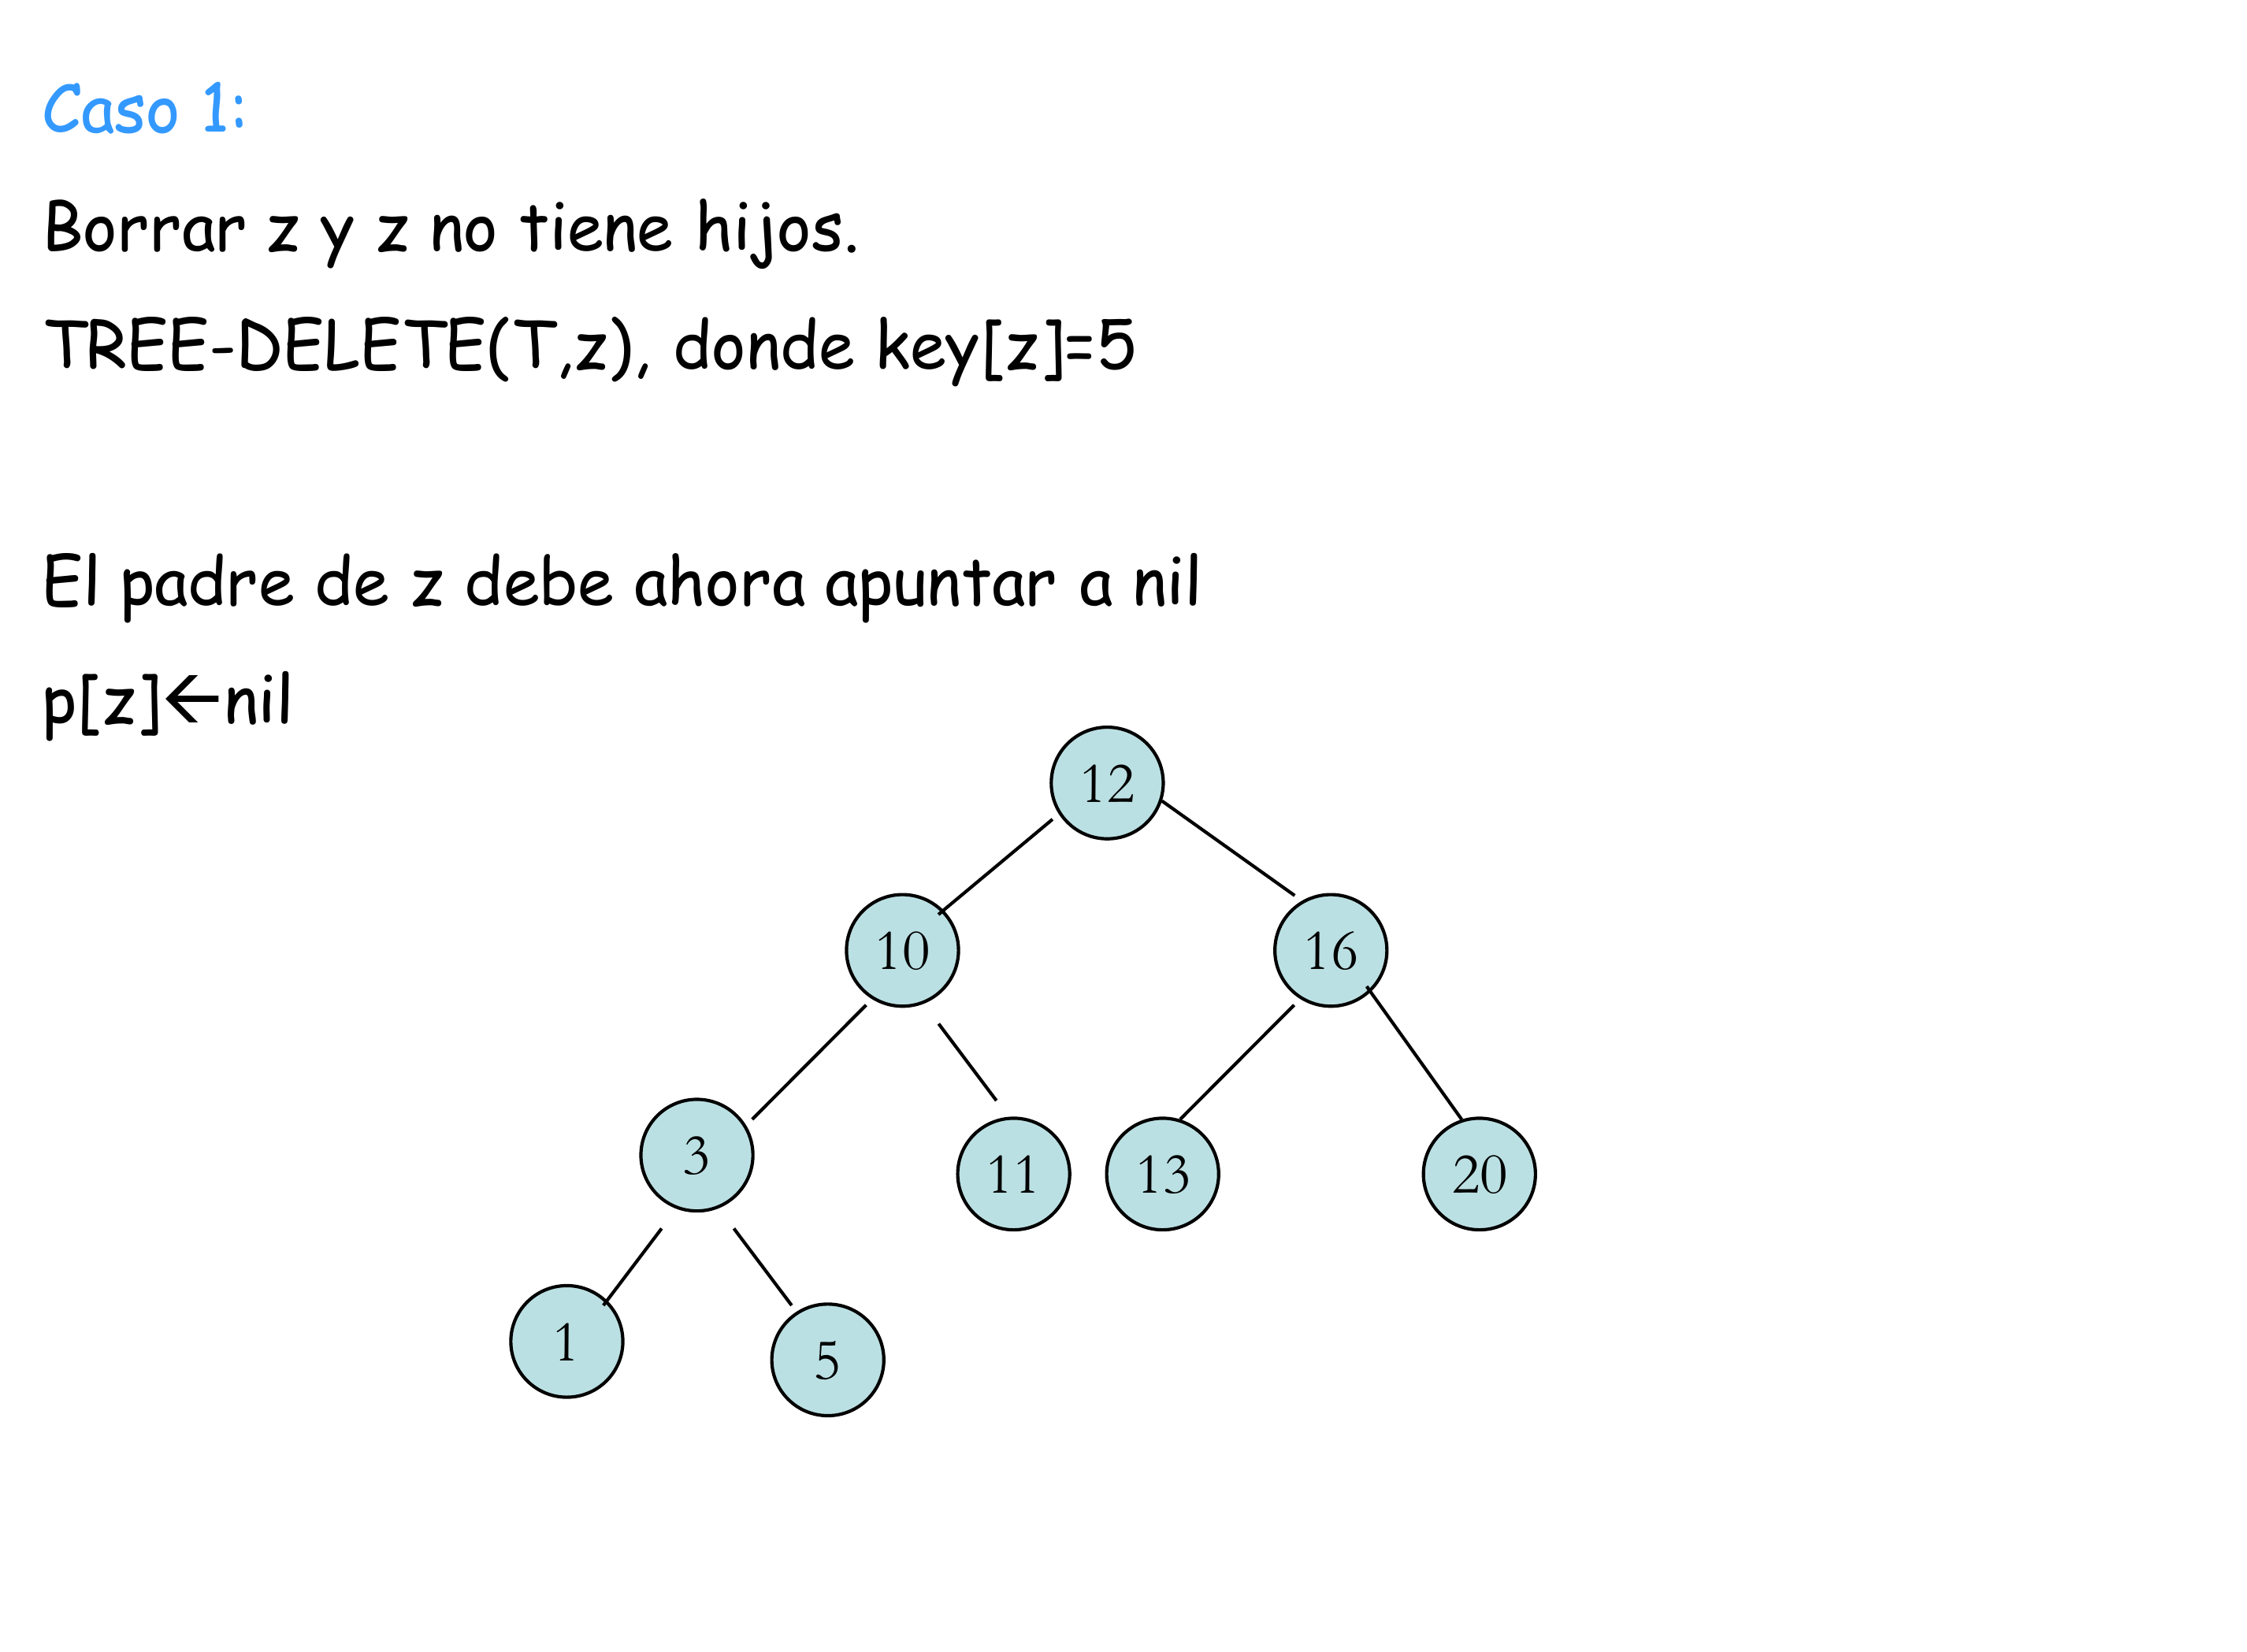 Caso 1:
Borrar z y z no tiene hijos.
TREE-DELETE(T,z), donde key[z]=5
El padre de z debe ahora apuntar a nil
p[z]←nil
12
10
16
3
11
13
20
1
5